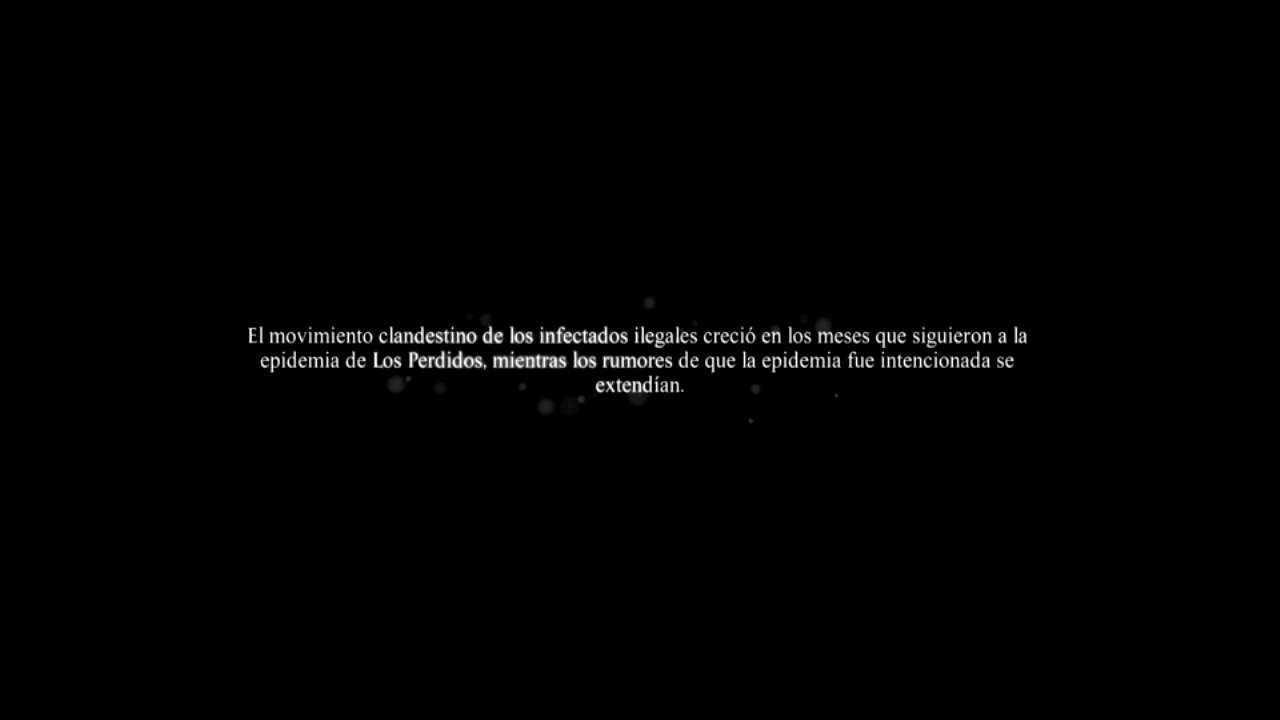 El movimiento clandestino de los infectados ilegales creció en los meses que siguieron a la
epidemia de Los Perdidos, mientras los rumores de que la epidemia fue intencionada se
extendían.